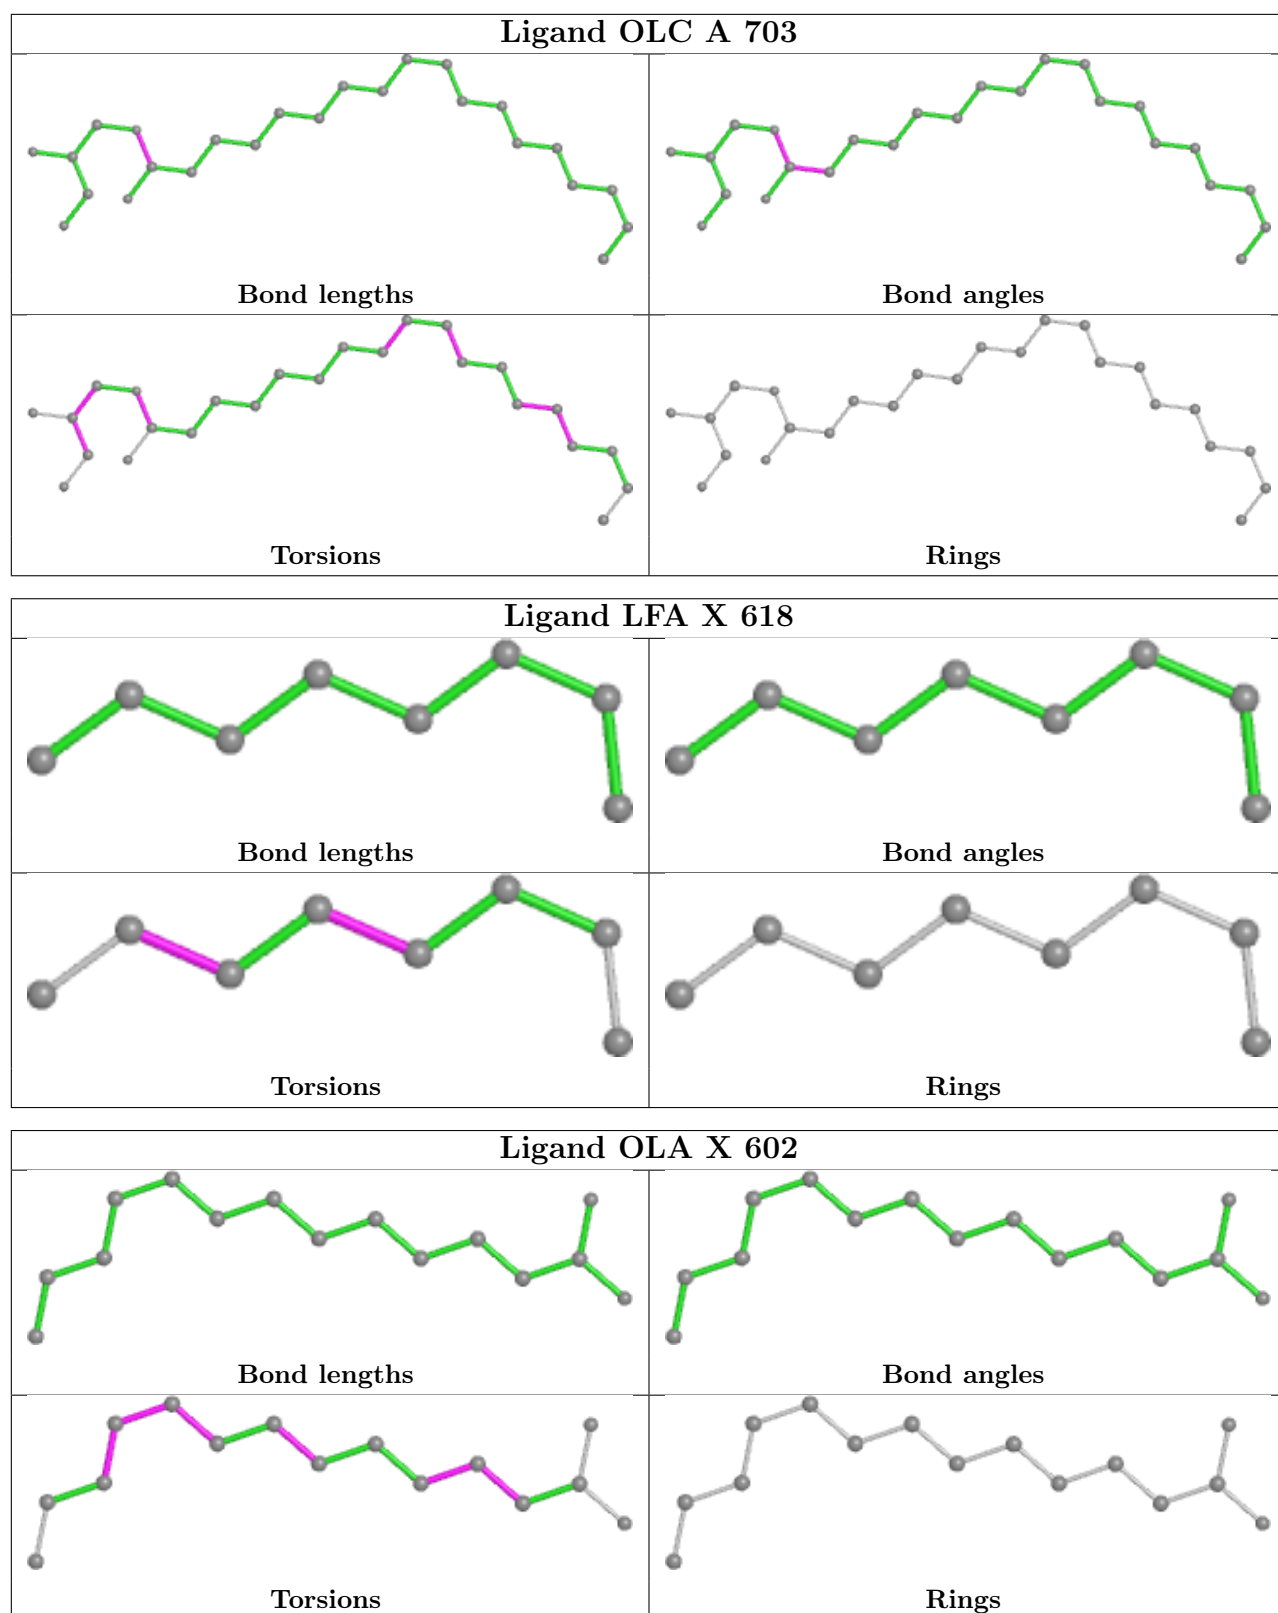 Ligand OLC A 703
Bond lengths
Bond angles
Torsions
Rings
Ligand LFA X 618
Bond lengths
Bond angles
Torsions
Rings
Ligand OLA X 602
Bond lengths
Bond angles
Torsions
Rings